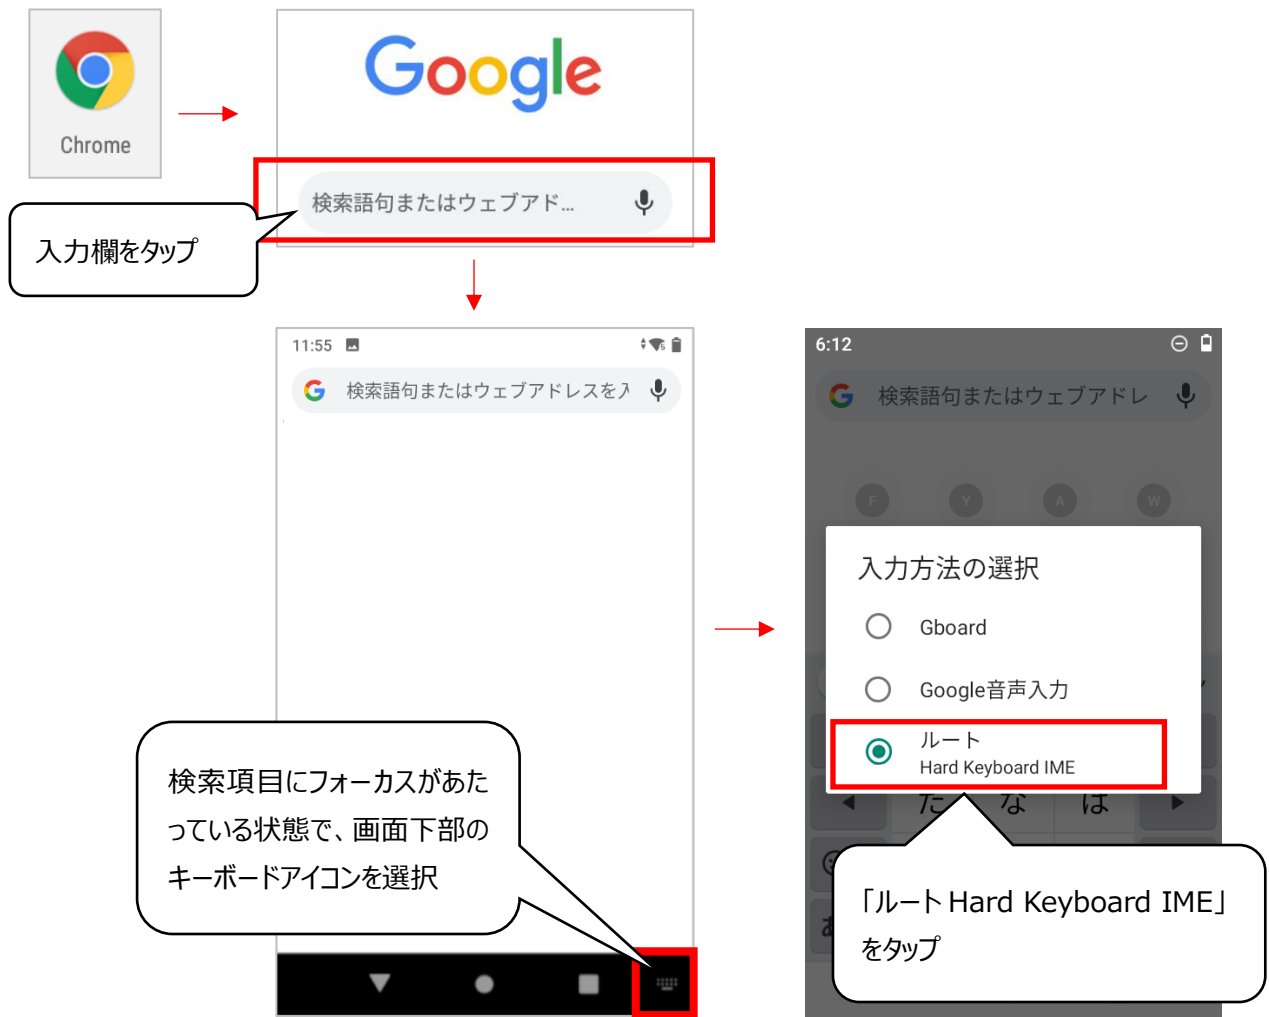 Chrome
Google
検索語句またはウェブアド...
入力欄をタップ
11:55
検索語句またはウェブアドレスを入
検索項目にフォーカスがあた
っている状態で、画面下部の
キーボードアイコンを選択
6:12
検索語句またはウェブアドレ
F
Y
A
W
入力方法の選択
Gboard
Google音声入力
ルート
Hard Keyboard IME
た
な
は
「ルート Hard Keyboard IME」
をタップ